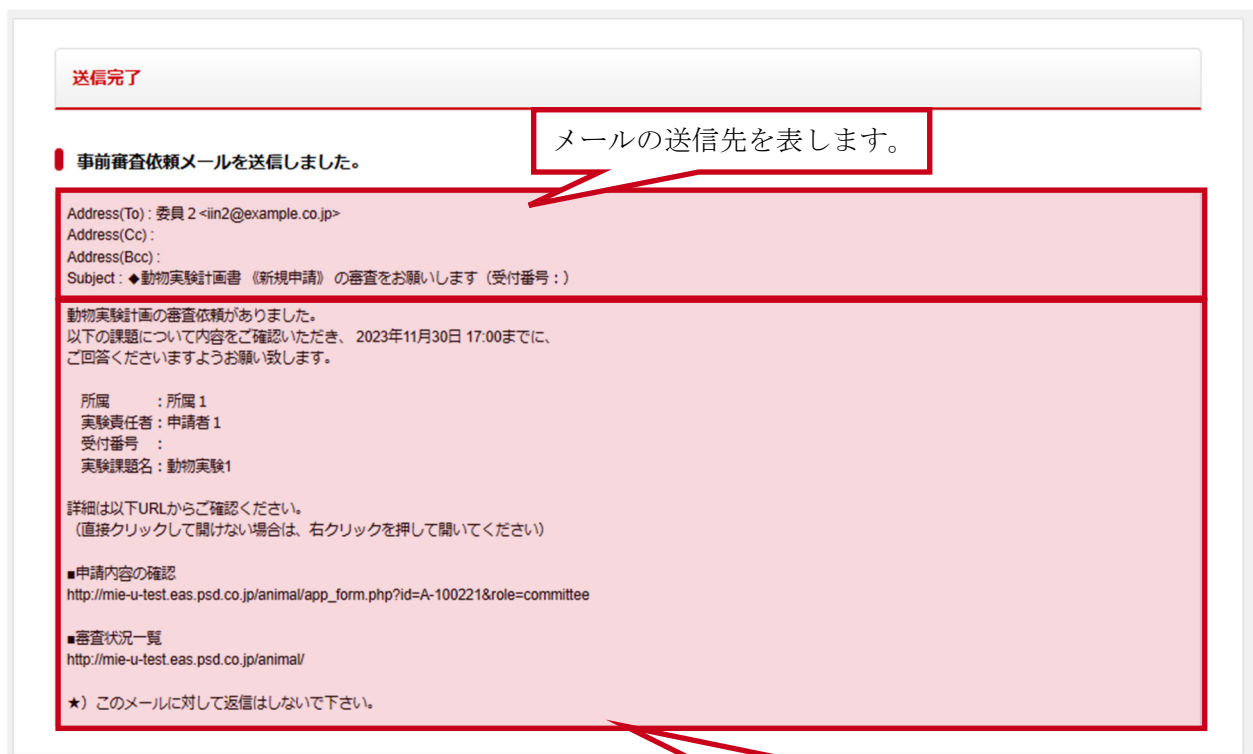 送信完了
メールの送信先を表します。
事前審査依頼メールを送信しました。
Address(To) : 委員２<iin2@example.co.jp>
Address(Cc) :
Address(Bcc) :
Subject : ◆動物実験計画書 《新規申請》 の審査をお願いします（受付番号：）
動物実験計画の審査依頼がありました。
以下の課題について内容をご確認いただき、 2023年11月30日 17:00までに、
ご回答くださいますようお願い致します。
所属　　　：所属１
実験責任者：申請者１
受付番号　：
実験課題名：動物実験1
詳細は以下URLからご確認ください。
（直接クリックして開けない場合は、右クリックを押して開いてください）
■申請内容の確認
http://mie-u-test.eas.psd.co.jp/animal/app_form.php?id=A-100221&role=committee
■審査状況一覧
http://mie-u-test.eas.psd.co.jp/animal/
★）このメールに対して返信はしないで下さい。